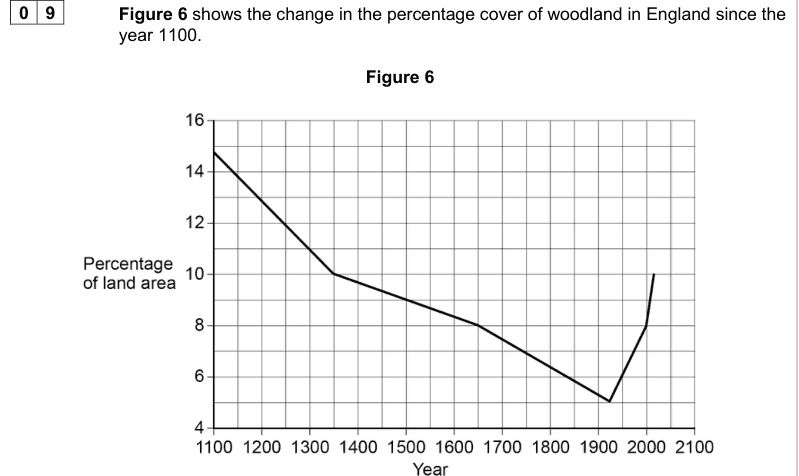 0 9
Figure 6 shows the change in the percentage cover of woodland in England since the
year 1100.
Figure 6
16
14
12
Percentage
of land area
10
8
6
4
1100 1200 1300 1400 1500 1600 1700 1800 1900 2000 2100
Year